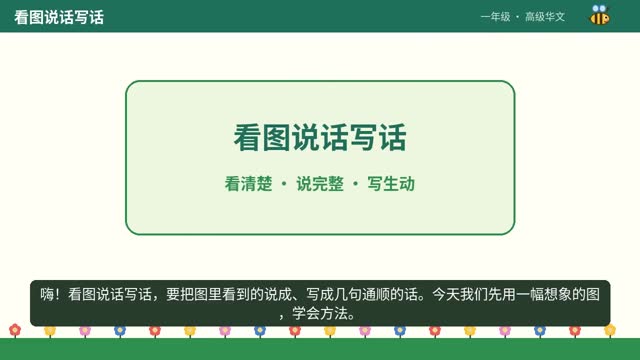 看图说话写话
一年级 · 高级华文
看图说话写话
看清楚 · 说完整 · 写生动
嗨！看图说话写话，要把图里看到的说成、写成几句通顺的话。今天我们先用一幅想象的图
，学会方法。